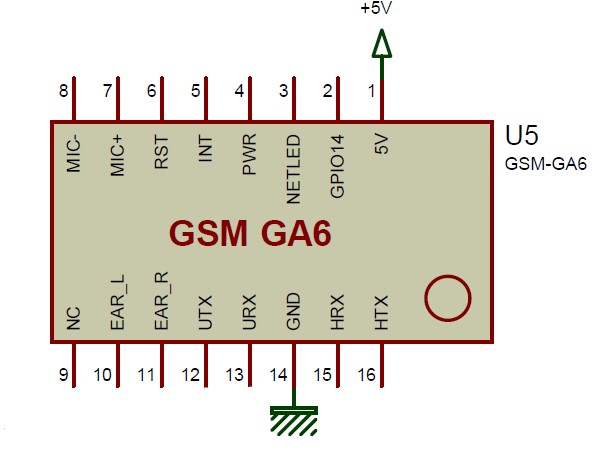 +5V
8 7 6 5 4 3 2 1
MIC- MIC+ RST INT PWR NETLED GPIO14 5V
U5
GSM-GA6
GSM GA6
NC EAR_L EAR_R UTX URX GND HRX HTX
9 10 11 12 13 14 15 16